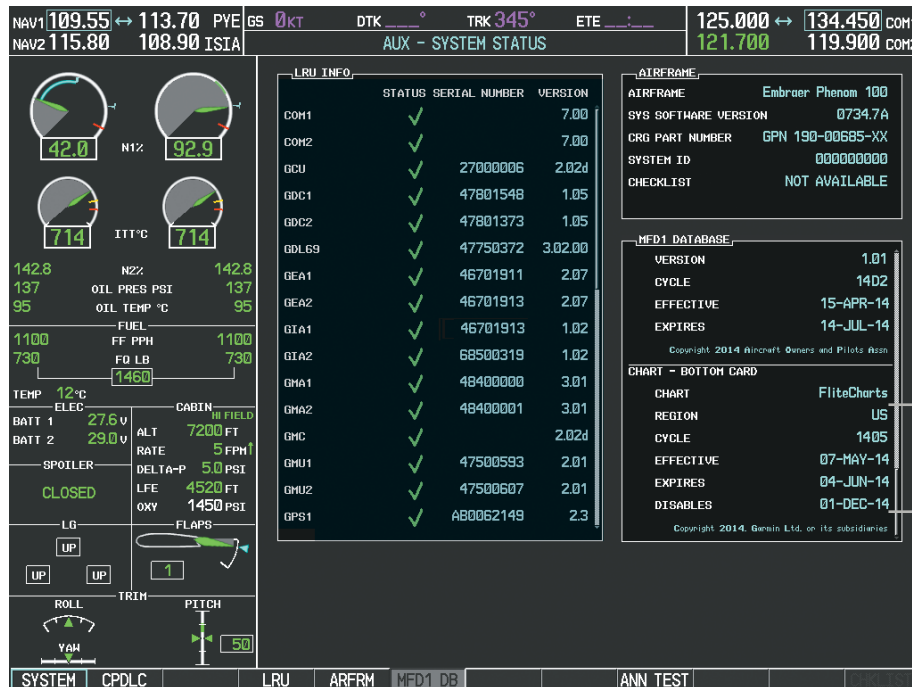 NAV1 109.55 ↔ 113.70 PYE GS 0KT DTK ___° TRK 345° ETE __:__ 125.000 ↔ 134.450 COM1
NAV2 115.80 108.90 ISIA AUX – SYSTEM STATUS 121.700 119.900 COM2
42.0 N1% 92.9
714 ITT°C 714
142.8 N2% 142.8
137 OIL PRES PSI 137
95 OIL TEMP °C 95
FUEL
1100 FF PPH 1100
730 FQ LB 730
1460
TEMP 12°C
ELEC
BATT 1 27.6 V
BATT 2 29.0 V
SPOILER
CLOSED
CABIN
HI FIELD
ALT 7200 FT
RATE 5 FPM↑
DELTA-P 5.0 PSI
LFE 4520 FT
OXY 1450 PSI
LG
UP
UP UP
FLAPS
1
TRIM
ROLL PITCH
YAW 50
LRU INFO
STATUS SERIAL NUMBER VERSION
COM1 ✓ 7.00
COM2 ✓ 7.00
GCU ✓ 27000006 2.02d
GDC1 ✓ 47801548 1.05
GDC2 ✓ 47801373 1.05
GDL69 ✓ 47750372 3.02.00
GEA1 ✓ 46701911 2.07
GEA2 ✓ 46701913 2.07
GIA1 ✓ 46701913 1.02
GIA2 ✓ 68500319 1.02
GMA1 ✓ 48400000 3.01
GMA2 ✓ 48400001 3.01
GMC ✓ 2.02d
GMU1 ✓ 47500593 2.01
GMU2 ✓ 47500607 2.01
GPS1 ✓ AB0062149 2.3
AIRFRAME
AIRFRAME Embraer Phenom 100
SYS SOFTWARE VERSION 0734.7A
CRG PART NUMBER GPN 190-00685-XX
SYSTEM ID 000000000
CHECKLIST NOT AVAILABLE
MFD1 DATABASE
VERSION 1.01
CYCLE 14D2
EFFECTIVE 15-APR-14
EXPIRES 14-JUL-14
Copyright 2014 Aircraft Owners and Pilots Assn
CHART – BOTTOM CARD
CHART FliteCharts
REGION US
CYCLE 1405
EFFECTIVE 07-MAY-14
EXPIRES 04-JUN-14
DISABLES 01-DEC-14
Copyright 2014, Garmin Ltd. or its subsidiaries
SYSTEM CPDLC LRU ARFRM MFD1 DB ANN TEST CHKLIST